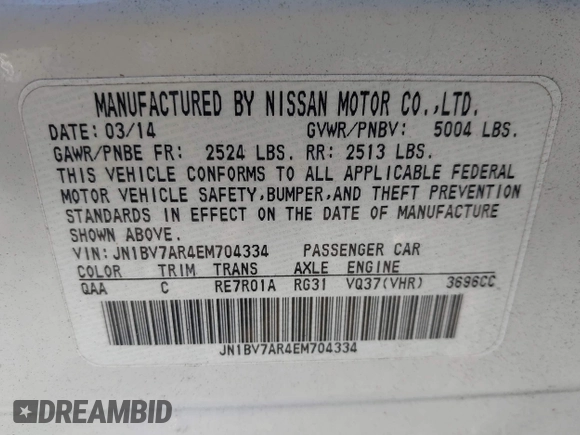 MANUFACTURED BY NISSAN MOTOR CO.,LTD.
DATE: 03/14 GVWR/PNBV: 5004 LBS.
GAWR/PNBE FR: 2524 LBS. RR: 2513 LBS.
THIS VEHICLE CONFORMS TO ALL APPLICABLE FEDERAL
MOTOR VEHICLE SAFETY,BUMPER,AND THEFT PREVENTION
STANDARDS IN EFFECT ON THE DATE OF MANUFACTURE
SHOWN ABOVE.
VIN: JN1BV7AR4EM704334 PASSENGER CAR
COLOR TRIM TRANS AXLE ENGINE
QAA C RE7R01A RG31 VQ37(VHR) 3696CC
JN1BV7AR4EM704334
DREAMBID